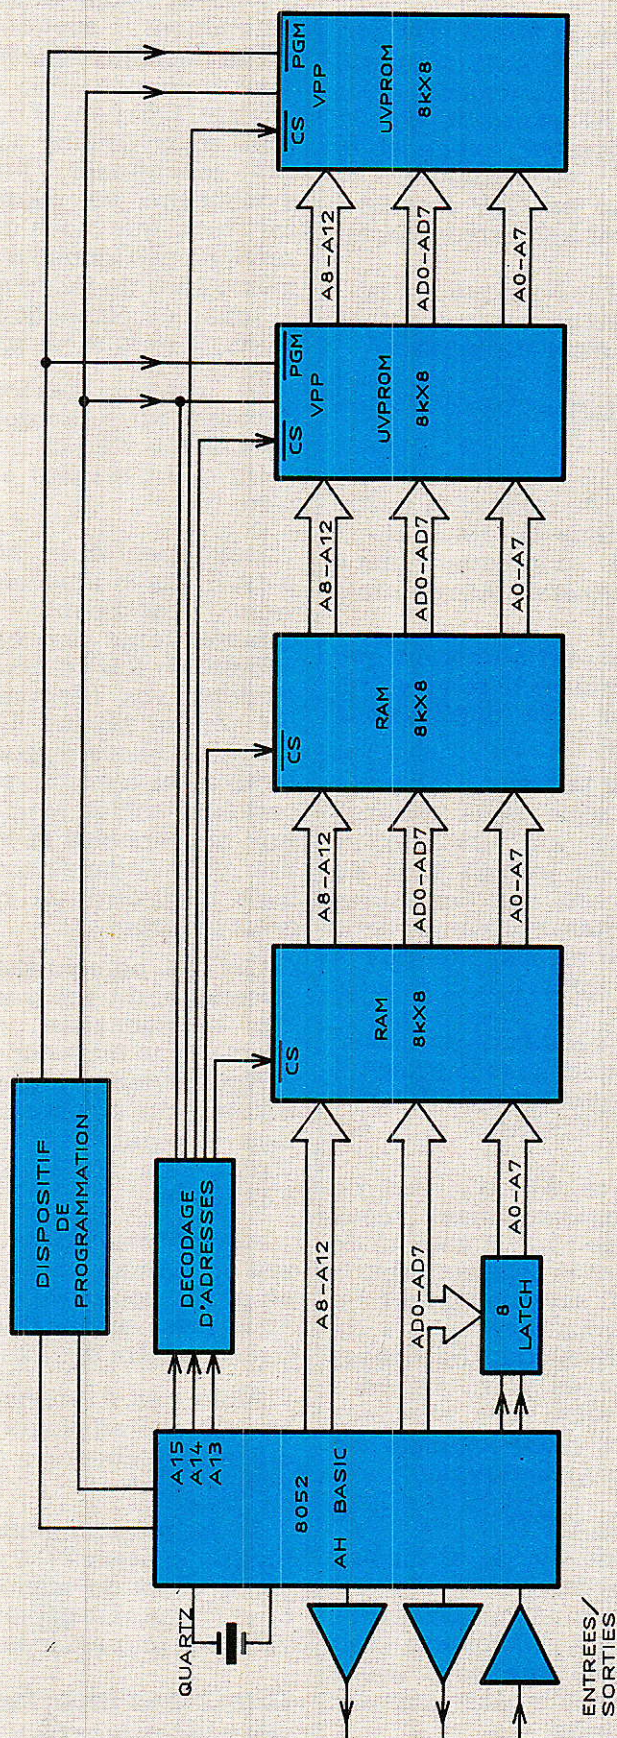 DISPOSITIF
DE
PROGRAMMATION
DECODAGE
D'ADRESSES
QUARTZ
A15
A14
A13
8052
AH BASIC
A8-A12
AD0-AD7
8
LATCH
A0-A7
CS
RAM
8kX8
A8-A12
AD0-AD7
A0-A7
CS
RAM
8kX8
A8-A12
AD0-AD7
A0-A7
PGM
VPP
CS
UVPROM
8kX8
A8-A12
AD0-AD7
A0-A7
PGM
VPP
CS
UVPROM
8kX8
ENTREES/
SORTIES